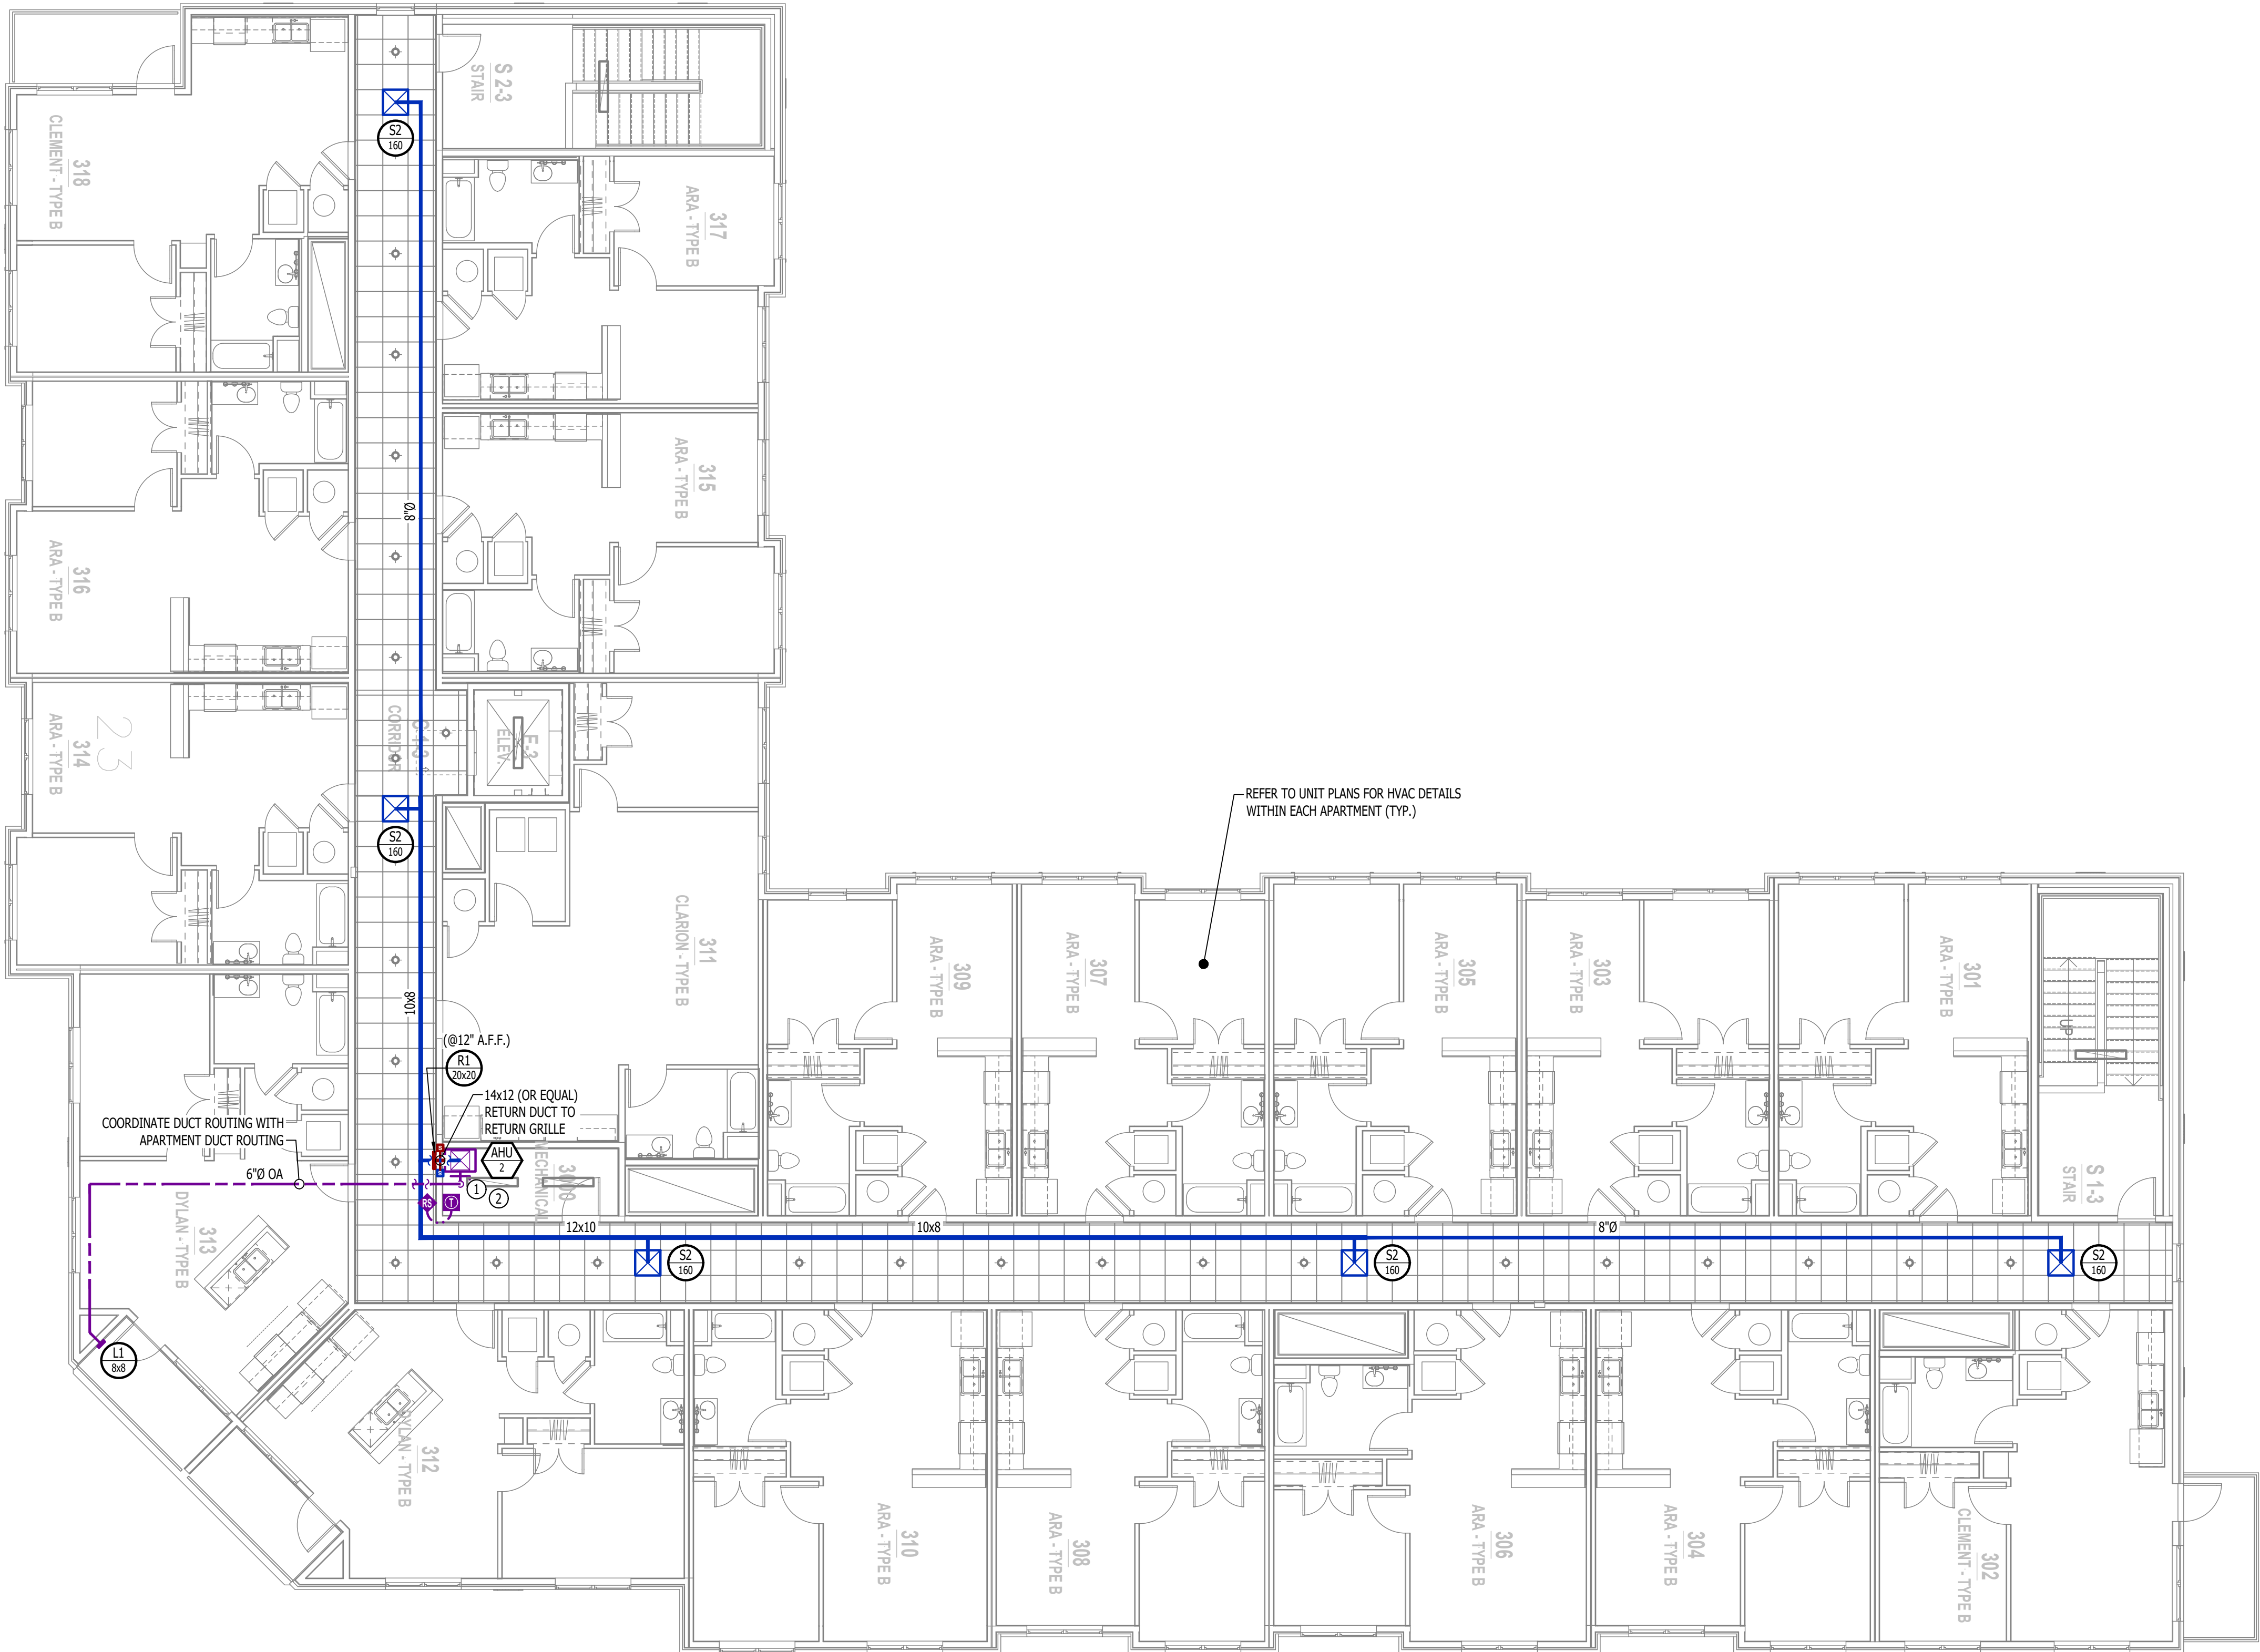 S 2-3
STAIR
S2
160
318
CLEMENT - TYPE B
317
ARA - TYPE B
8"Ø
315
ARA - TYPE B
316
ARA - TYPE B
314
ARA - TYPE B
23
CORRIDOR
ELEV.
S2
160
REFER TO UNIT PLANS FOR HVAC DETAILS
WITHIN EACH APARTMENT (TYP.)
311
CLARION - TYPE B
10x8
309
ARA - TYPE B
307
ARA - TYPE B
305
ARA - TYPE B
303
ARA - TYPE B
301
ARA - TYPE B
UP
(@12" A.F.F.)
R1
20x20
14x12 (OR EQUAL)
RETURN DUCT TO
RETURN GRILLE
COORDINATE DUCT ROUTING WITH
APARTMENT DUCT ROUTING
6"Ø OA
AHU
2
MECHANICAL
1
2
RS
T
S 1-3
STAIR
313
DYLAN - TYPE B
12x10
10x8
8"Ø
S2
160
S2
160
S2
160
L1
8x8
312
DYLAN - TYPE B
310
ARA - TYPE B
308
ARA - TYPE B
306
ARA - TYPE B
304
ARA - TYPE B
302
CLEMENT - TYPE B